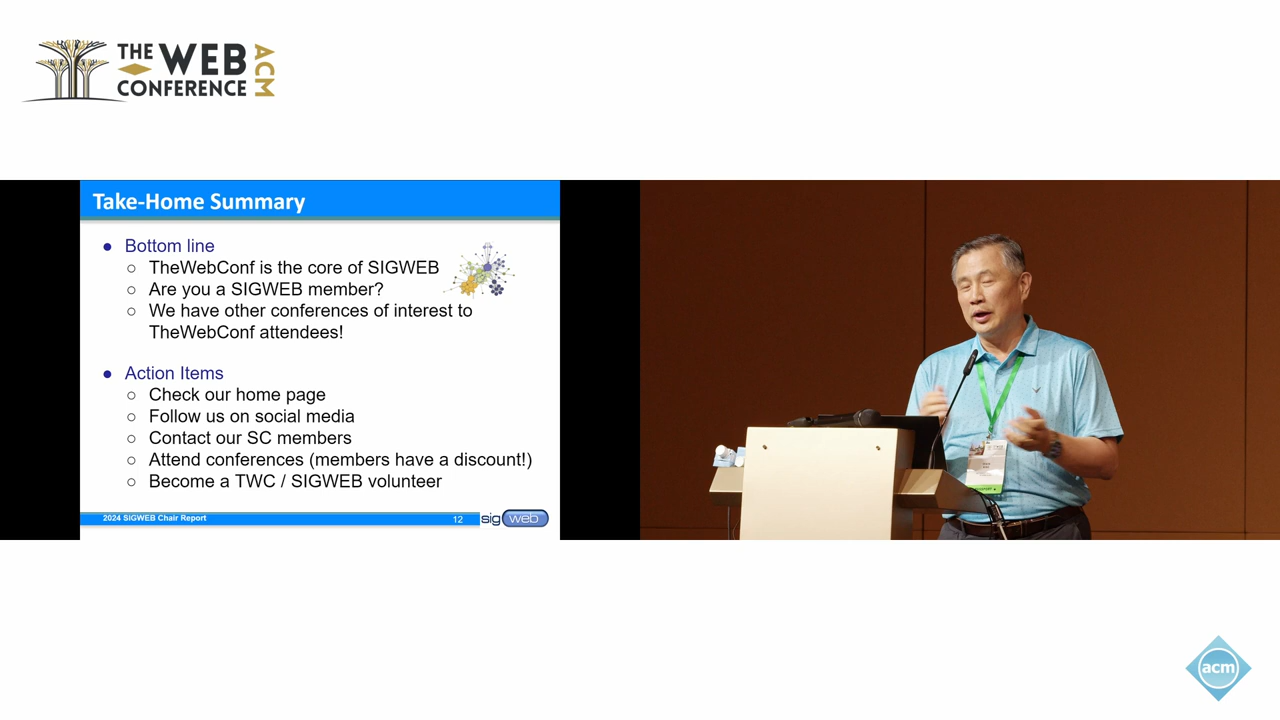 THE WEB CONFERENCE ACM
Take-Home Summary
● Bottom line
○ TheWebConf is the core of SIGWEB
○ Are you a SIGWEB member?
○ We have other conferences of interest to
TheWebConf attendees!
● Action Items
○ Check our home page
○ Follow us on social media
○ Contact our SC members
○ Attend conferences (members have a discount!)
○ Become a TWC / SIGWEB volunteer
2024 SIGWEB Chair Report
12
sig web
acm